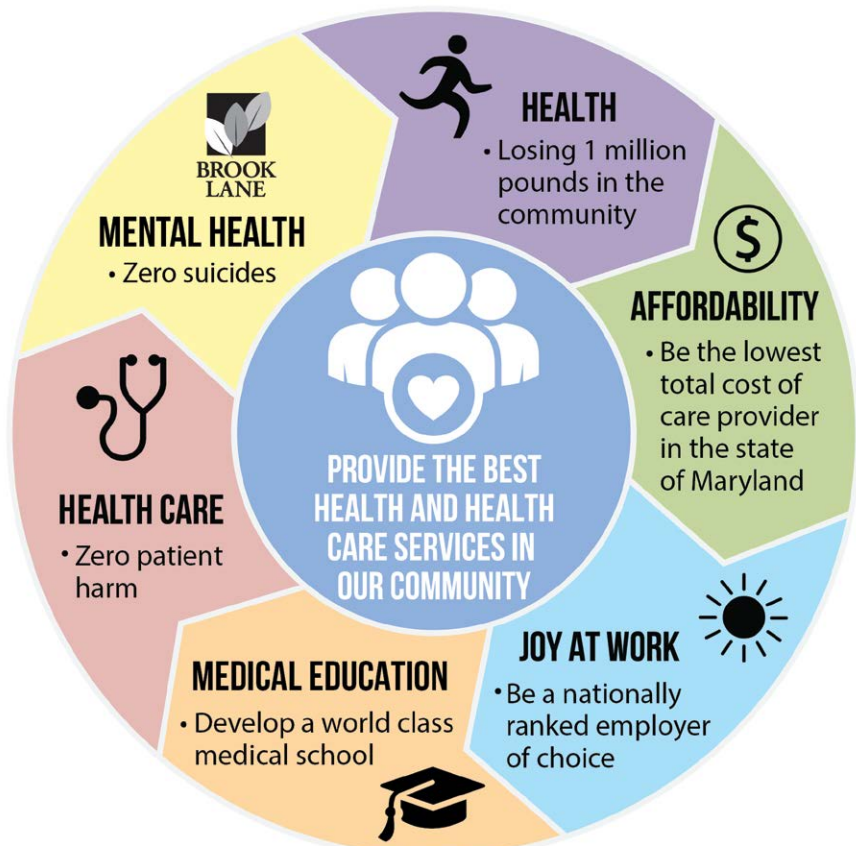 BROOK
LANE
MENTAL HEALTH
• Zero suicides
HEALTH
• Losing 1 million
pounds in the
community
$
AFFORDABILITY
• Be the lowest
total cost of
care provider
in the state
of Maryland
JOY AT WORK
• Be a nationally
ranked employer
of choice
MEDICAL EDUCATION
• Develop a world class
medical school
HEALTH CARE
• Zero patient
harm
PROVIDE THE BEST
HEALTH AND HEALTH
CARE SERVICES IN
OUR COMMUNITY